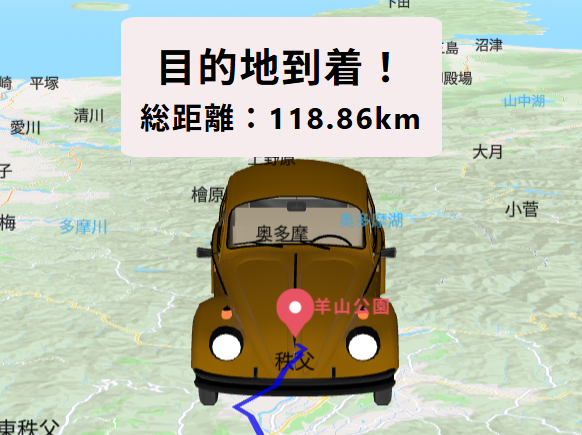 下田
目的地到着！
総距離：118.86km
三島
沼津
崎
平塚
御殿場
清川
山中湖
愛川
大月
子
上野原
檜原
小菅
梅
多摩川
奥多摩湖
奥多摩
羊山公園
秩父
東秩父